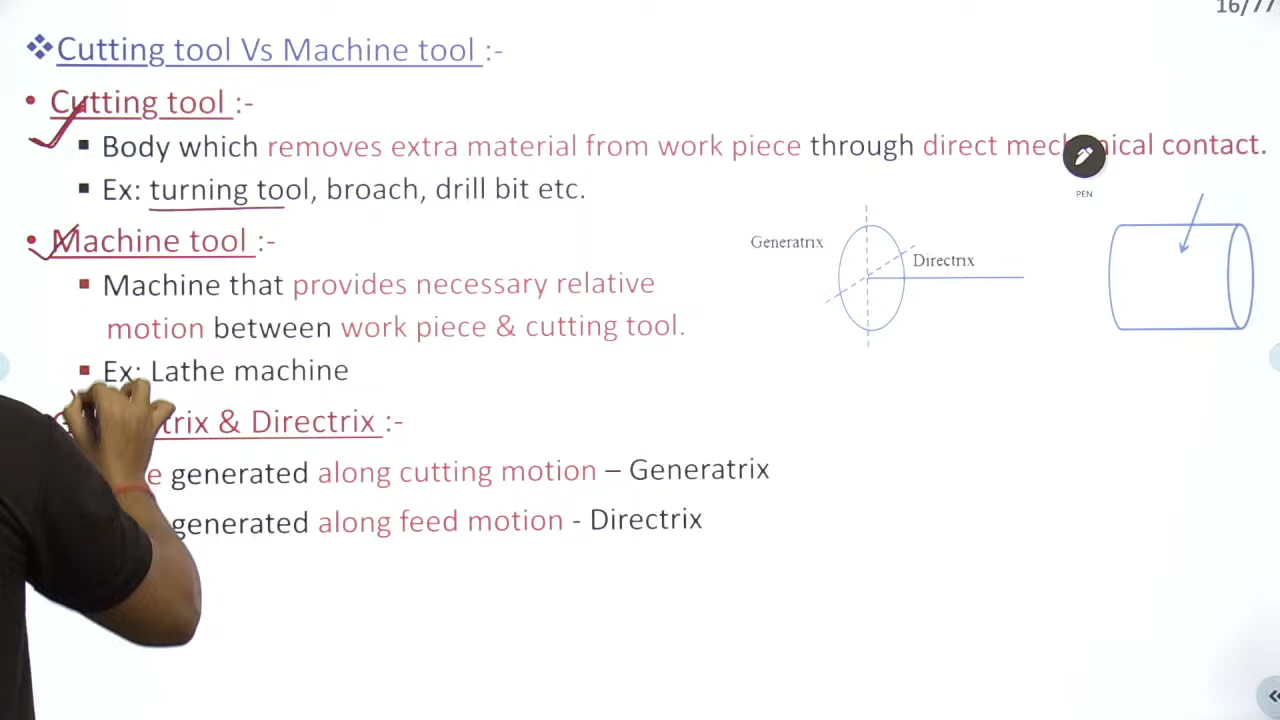 16/77
❖Cutting tool Vs Machine tool :-
• Cutting tool :-
▪ Body which removes extra material from work piece through direct mechanical contact.
▪ Ex: turning tool, broach, drill bit etc.
PEN
• Machine tool :-
Generatrix
Directrix
▪ Machine that provides necessary relative
motion between work piece & cutting tool.
▪ Ex: Lathe machine
& Directrix :-
generated along cutting motion – Generatrix
generated along feed motion - Directrix